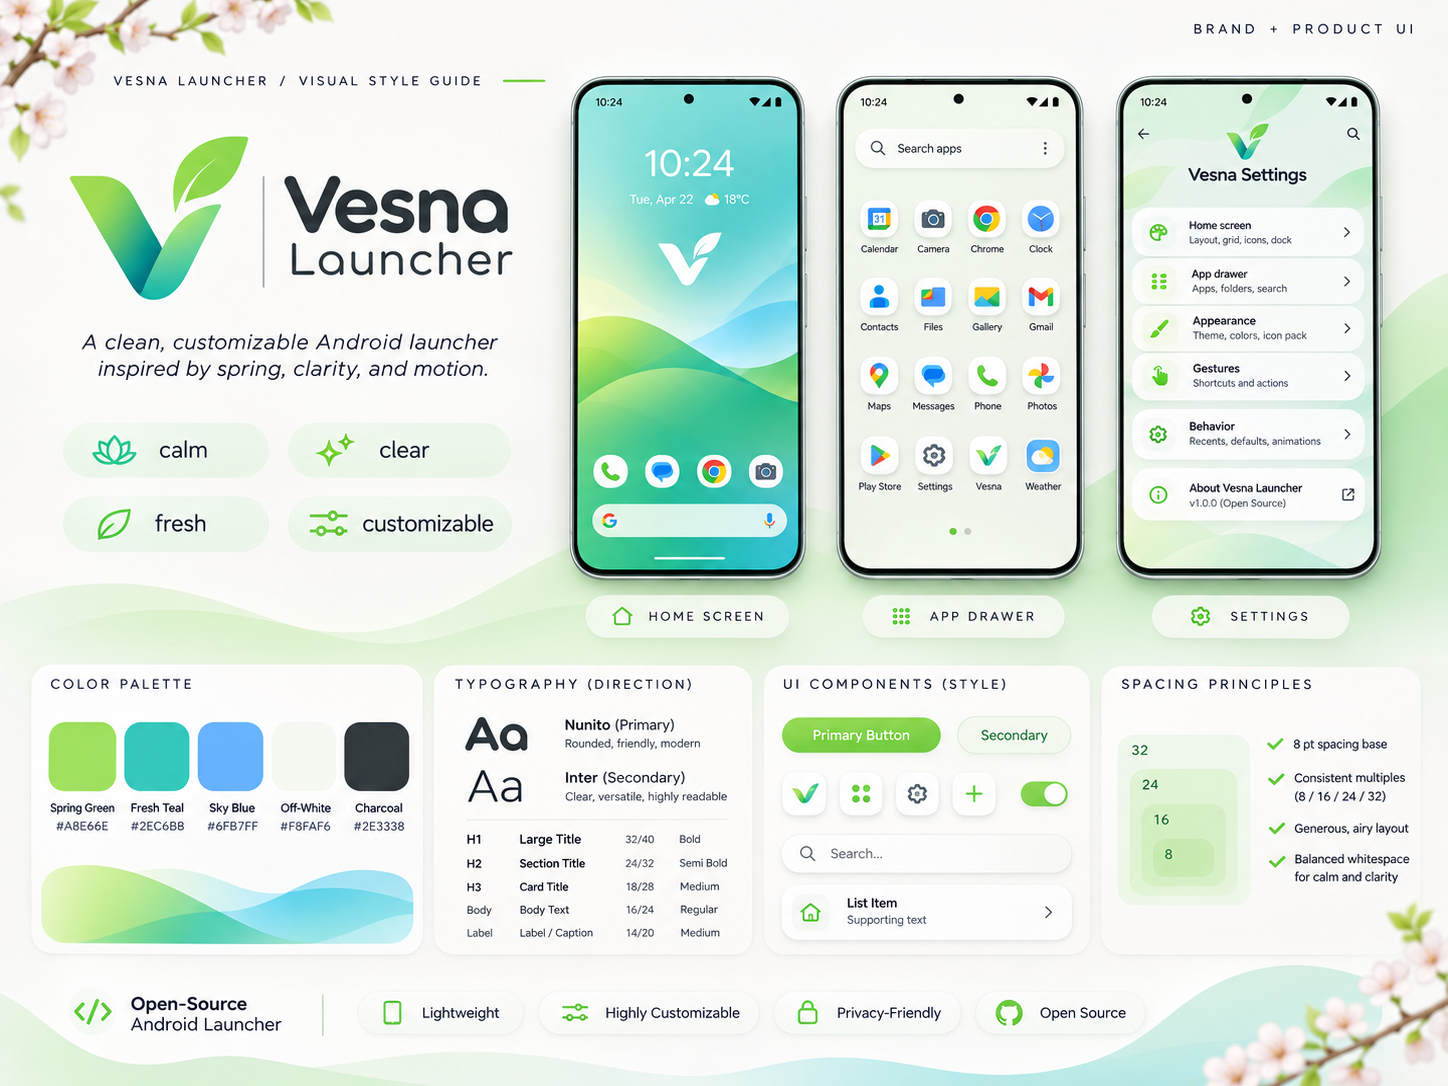 BRAND + PRODUCT UI
VESNA LAUNCHER / VISUAL STYLE GUIDE
Vesna
Launcher
A clean, customizable Android launcher
inspired by spring, clarity, and motion.
calm
clear
fresh
customizable
10:24
10:24
Tue, Apr 22
18°C
G
HOME SCREEN
10:24
Search apps
31
Calendar
Camera
Chrome
Clock
Contacts
Files
Gallery
Gmail
Maps
Messages
Phone
Photos
Play Store
Settings
Vesna
Weather
APP DRAWER
10:24
Vesna Settings
Home screen
Layout, grid, icons, dock
App drawer
Apps, folders, search
Appearance
Theme, colors, icon pack
Gestures
Shortcuts and actions
Behavior
Recents, defaults, animations
About Vesna Launcher
v1.0.0 (Open Source)
SETTINGS
COLOR PALETTE
Spring Green
#A8E66E
Fresh Teal
#2EC6BB
Sky Blue
#6FB7FF
Off-White
#F8FAF6
Charcoal
#2E3338
TYPOGRAPHY (DIRECTION)
Aa
Nunito (Primary)
Rounded, friendly, modern
Aa
Inter (Secondary)
Clear, versatile, highly readable
H1 Large Title 32/40 Bold
H2 Section Title 24/32 Semi Bold
H3 Card Title 18/28 Medium
Body Body Text 16/24 Regular
Label Label / Caption 14/20 Medium
UI COMPONENTS (STYLE)
Primary Button
Secondary
Search...
List Item
Supporting text
SPACING PRINCIPLES
32
24
16
8
8 pt spacing base
Consistent multiples
(8 / 16 / 24 / 32)
Generous, airy layout
Balanced whitespace
for calm and clarity
Open-Source
Android Launcher
Lightweight
Highly Customizable
Privacy-Friendly
Open Source